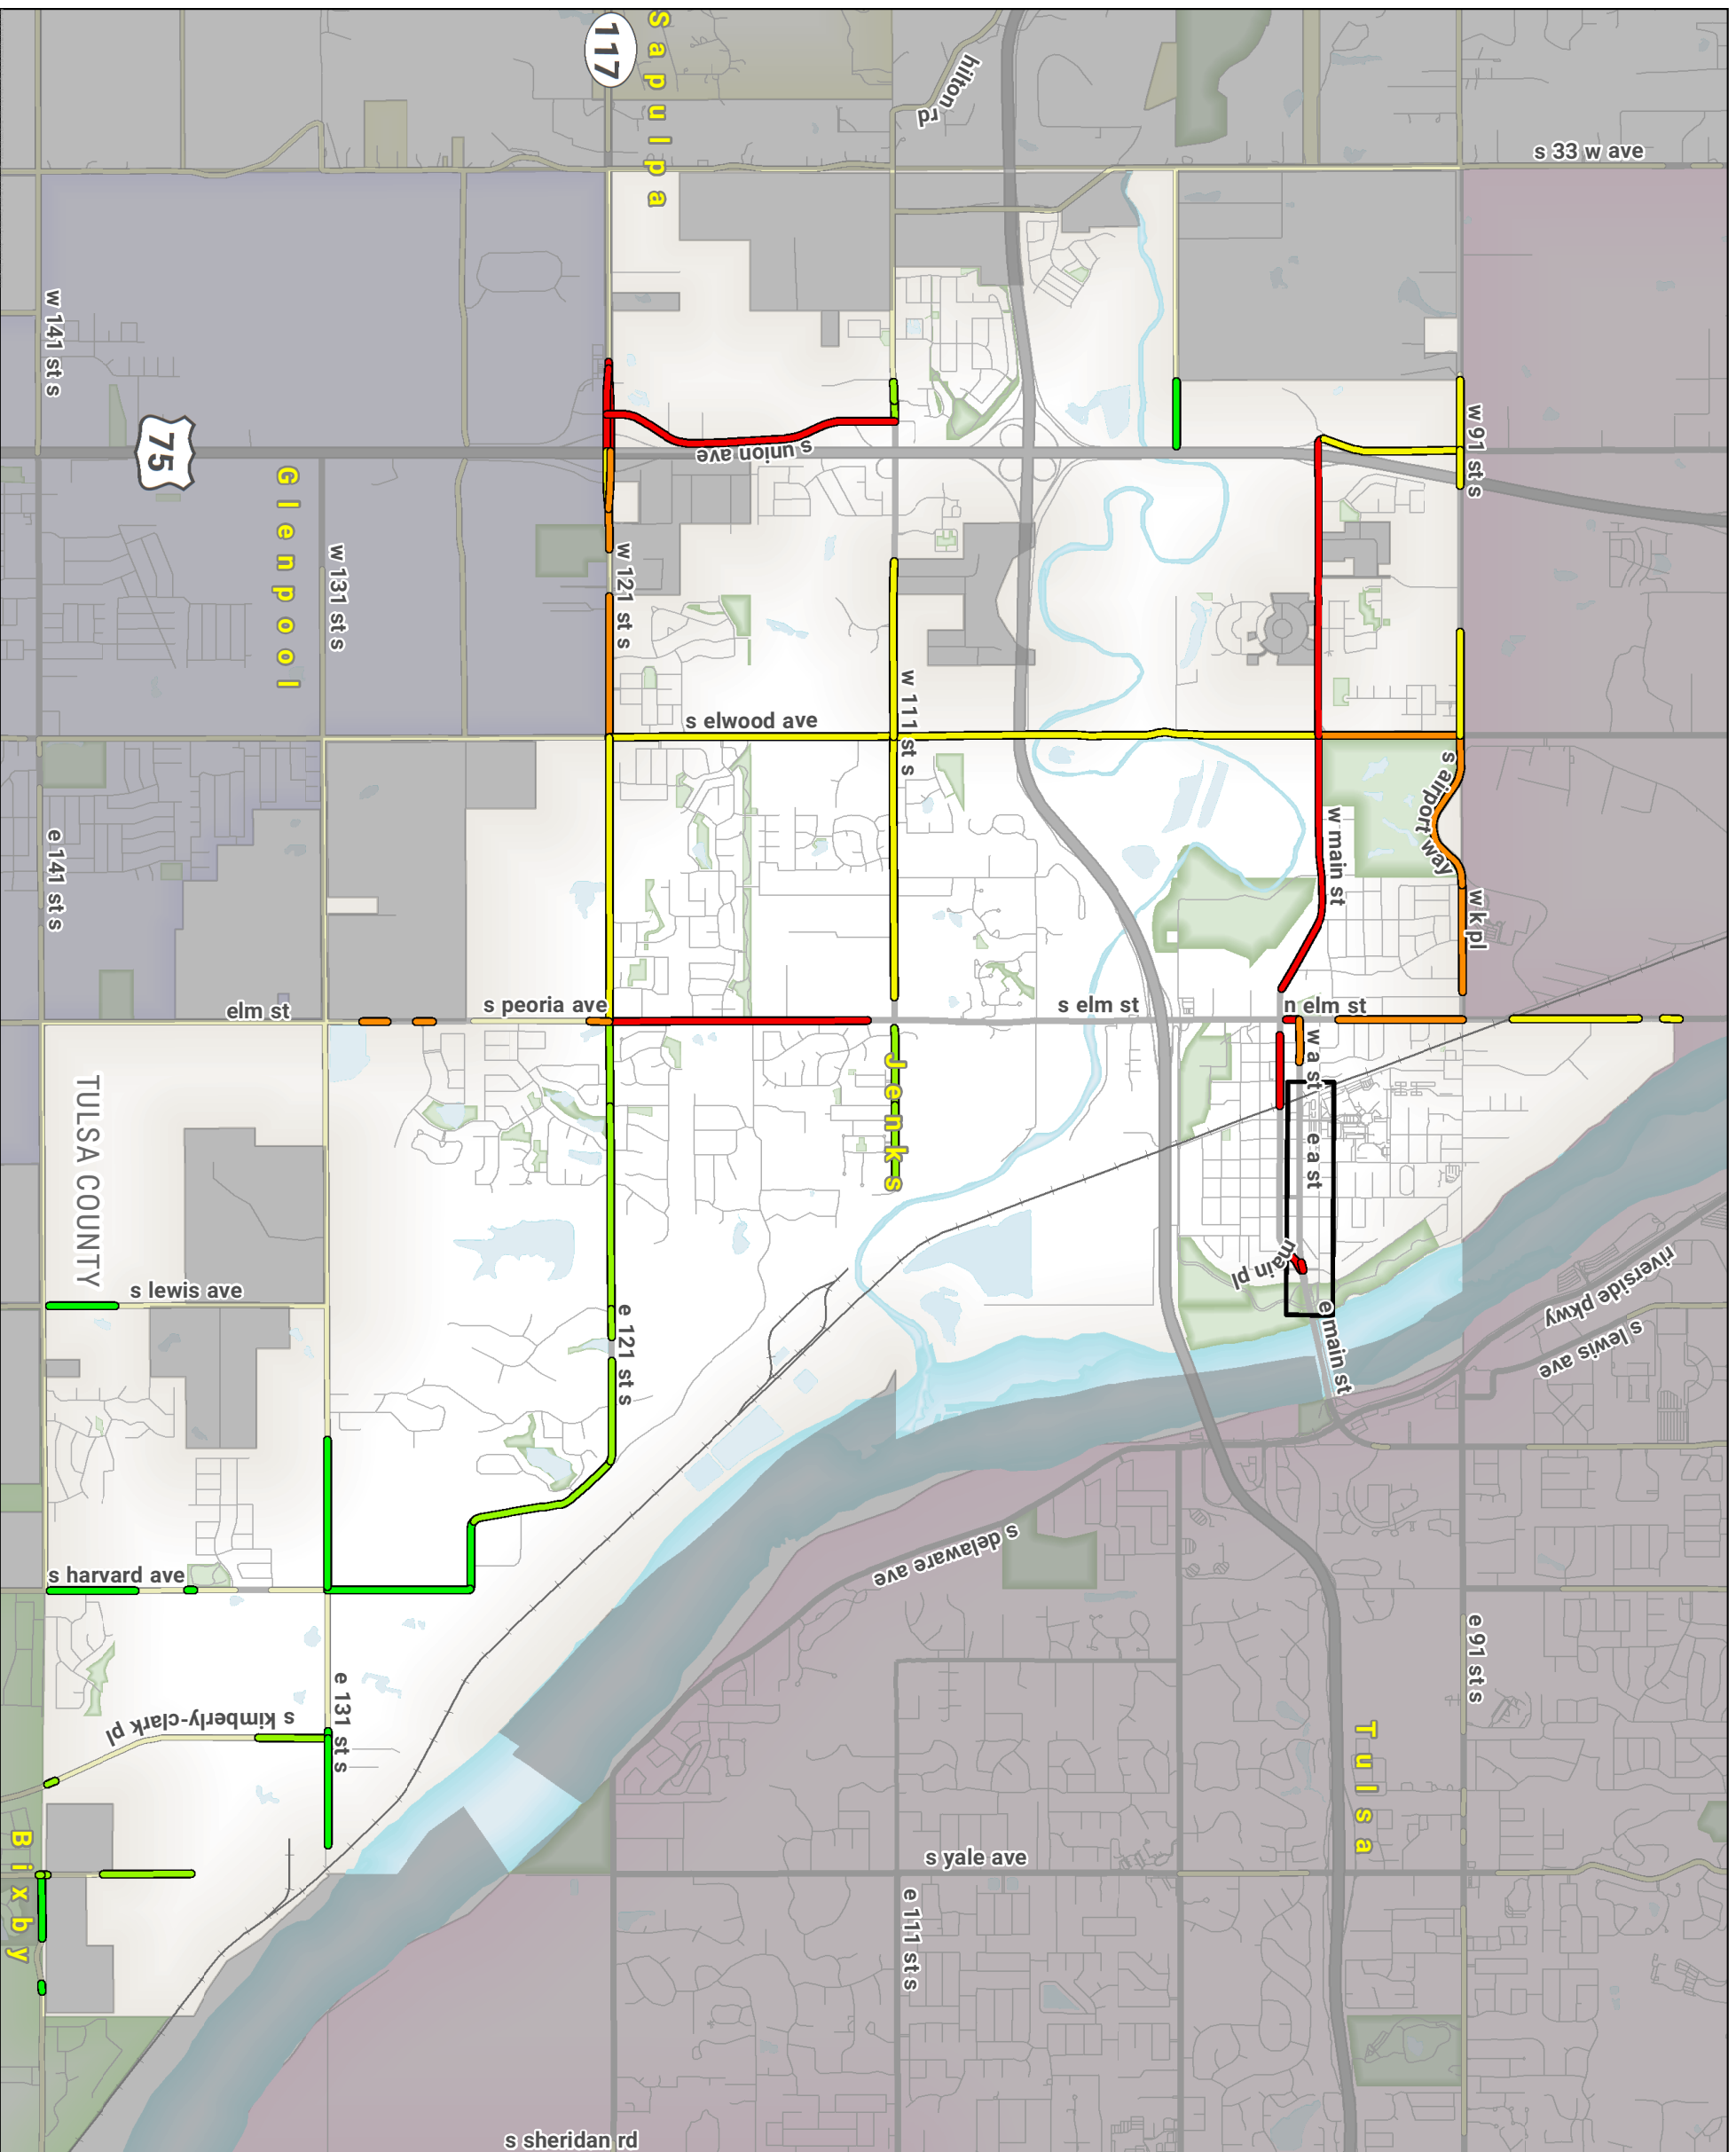 117
Sapulpa
hilton rd
s 33 w ave
w 141 st s
75
Glenpool
w 131 st s
s union ave
w 121 st s
w 91 st s
s elwood ave
w 111 st s
s airport way
w k pl
w main st
e 141 st s
elm st
s peoria ave
s elm st
n elm st
w a st
Jenks
e a st
main pl
e main st
TULSA COUNTY
s lewis ave
e 121 st s
riverside pkwy
s lewis ave
s delaware ave
s harvard ave
e 131 st s
s kimberly-clark pl
e 91 st s
Tulsa
Bixby
s yale ave
e 111 st s
s sheridan rd